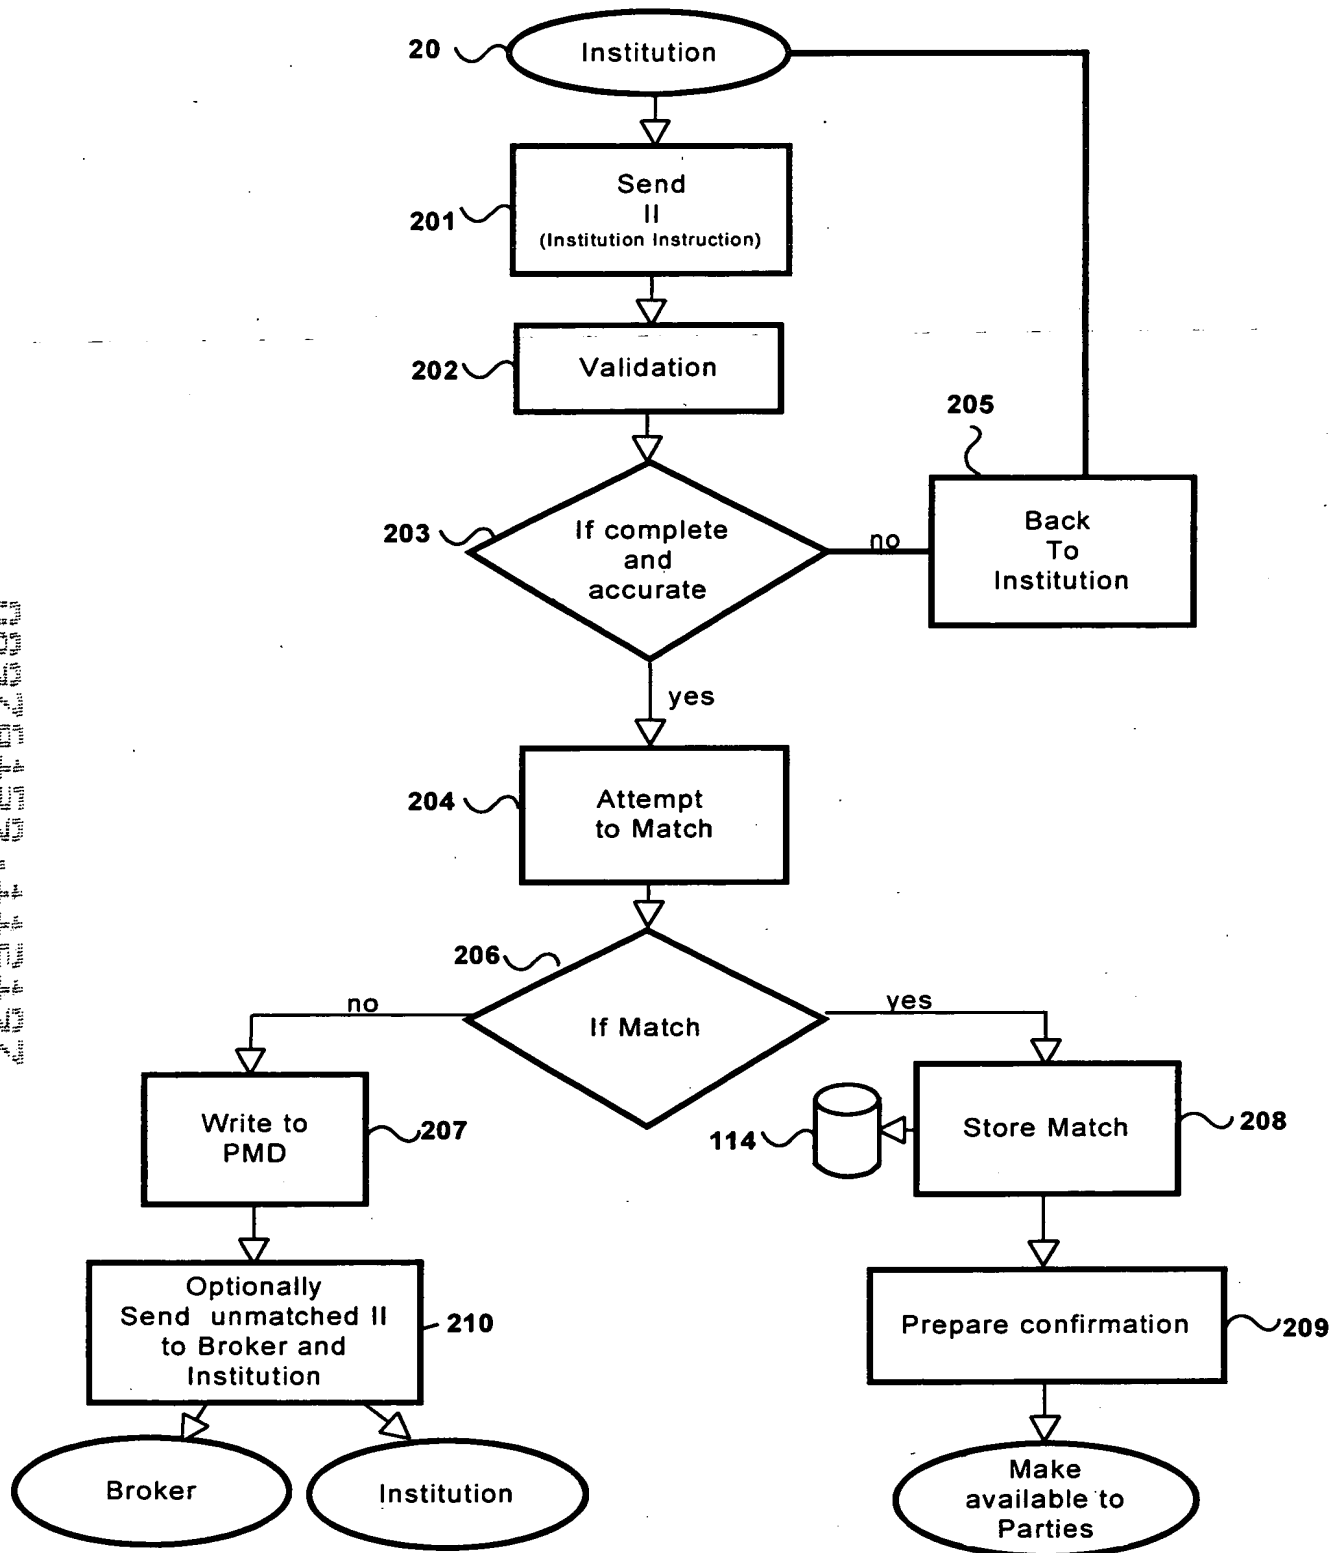 20
Institution
Send
II
(Institution Instruction)
201
Validation
202
205
203
If complete
and
accurate
no
Back
To
Institution
yes
204
Attempt
to Match
206
no
yes
If Match
Write to
PMD
207
114
Store Match
208
Optionally
Send unmatched II
to Broker and
Institution
210
Prepare confirmation
209
Broker
Institution
Make
available to
Parties